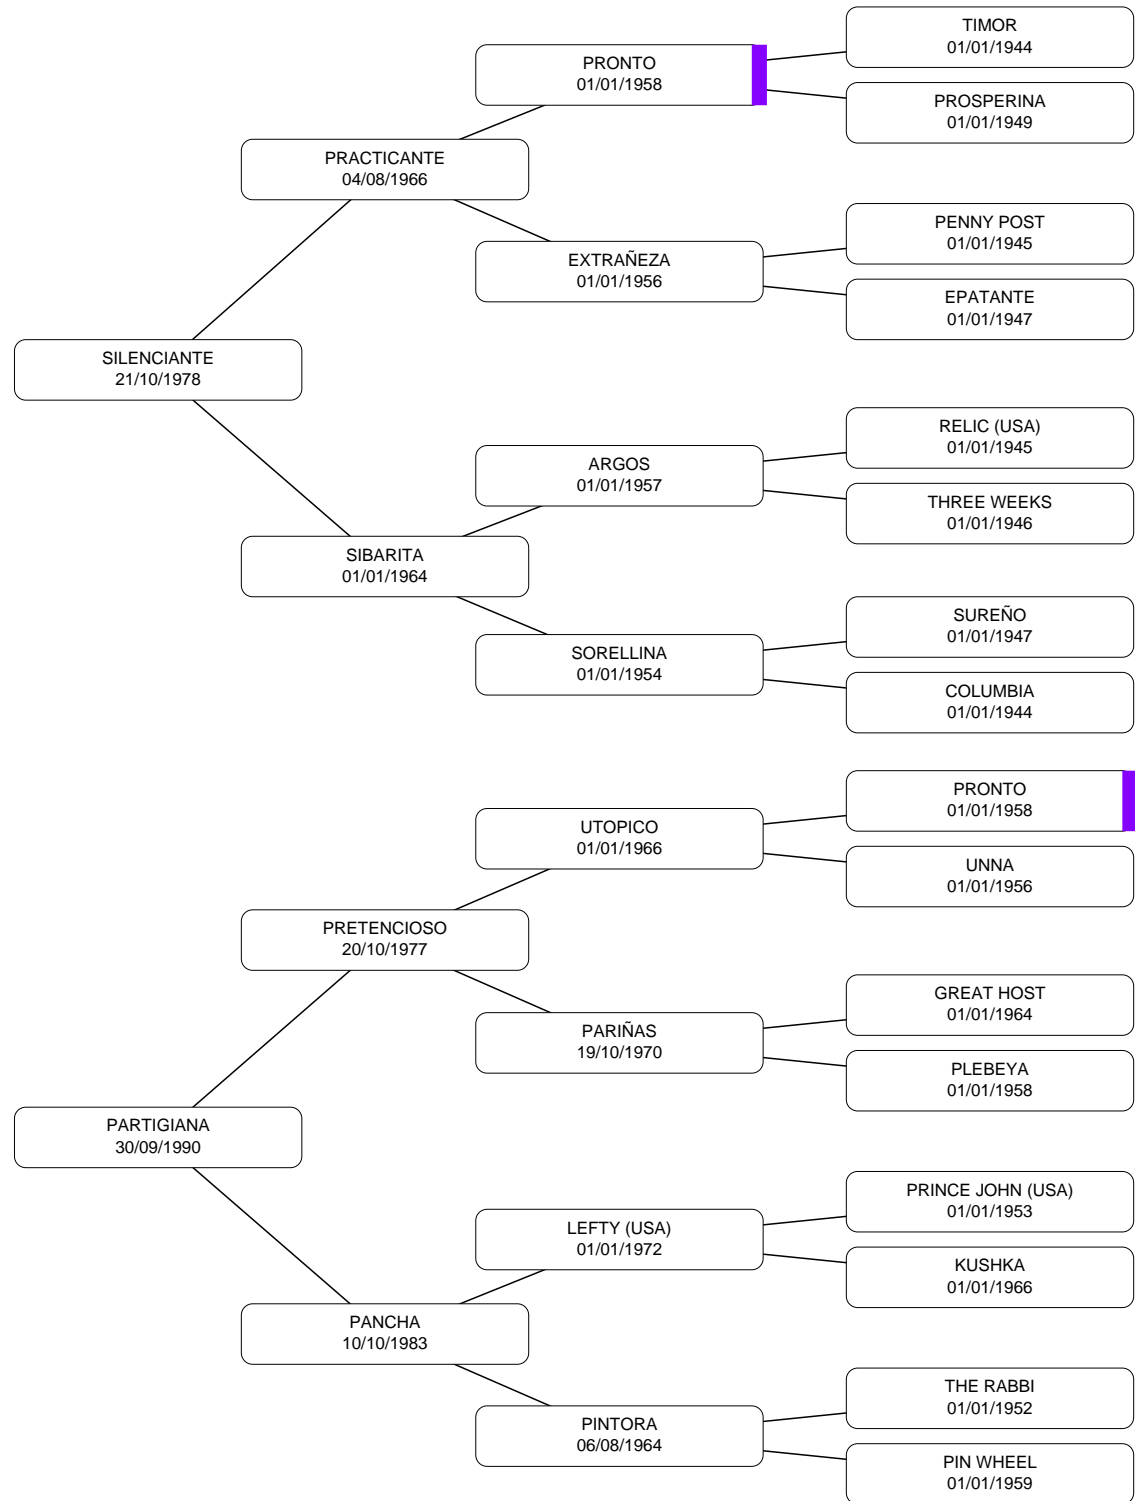 TIMOR
01/01/1944
PRONTO
01/01/1958
PROSPERINA
01/01/1949
PRACTICANTE
04/08/1966
PENNY POST
01/01/1945
EXTRAÑEZA
01/01/1956
EPATANTE
01/01/1947
SILENCIANTE
21/10/1978
RELIC (USA)
01/01/1945
ARGOS
01/01/1957
THREE WEEKS
01/01/1946
SIBARITA
01/01/1964
SUREÑO
01/01/1947
SORELLINA
01/01/1954
COLUMBIA
01/01/1944
PRONTO
01/01/1958
UTOPICO
01/01/1966
UNNA
01/01/1956
PRETENCIOSO
20/10/1977
GREAT HOST
01/01/1964
PARIÑAS
19/10/1970
PLEBEYA
01/01/1958
PARTIGIANA
30/09/1990
PRINCE JOHN (USA)
01/01/1953
LEFTY (USA)
01/01/1972
KUSHKA
01/01/1966
PANCHA
10/10/1983
THE RABBI
01/01/1952
PINTORA
06/08/1964
PIN WHEEL
01/01/1959